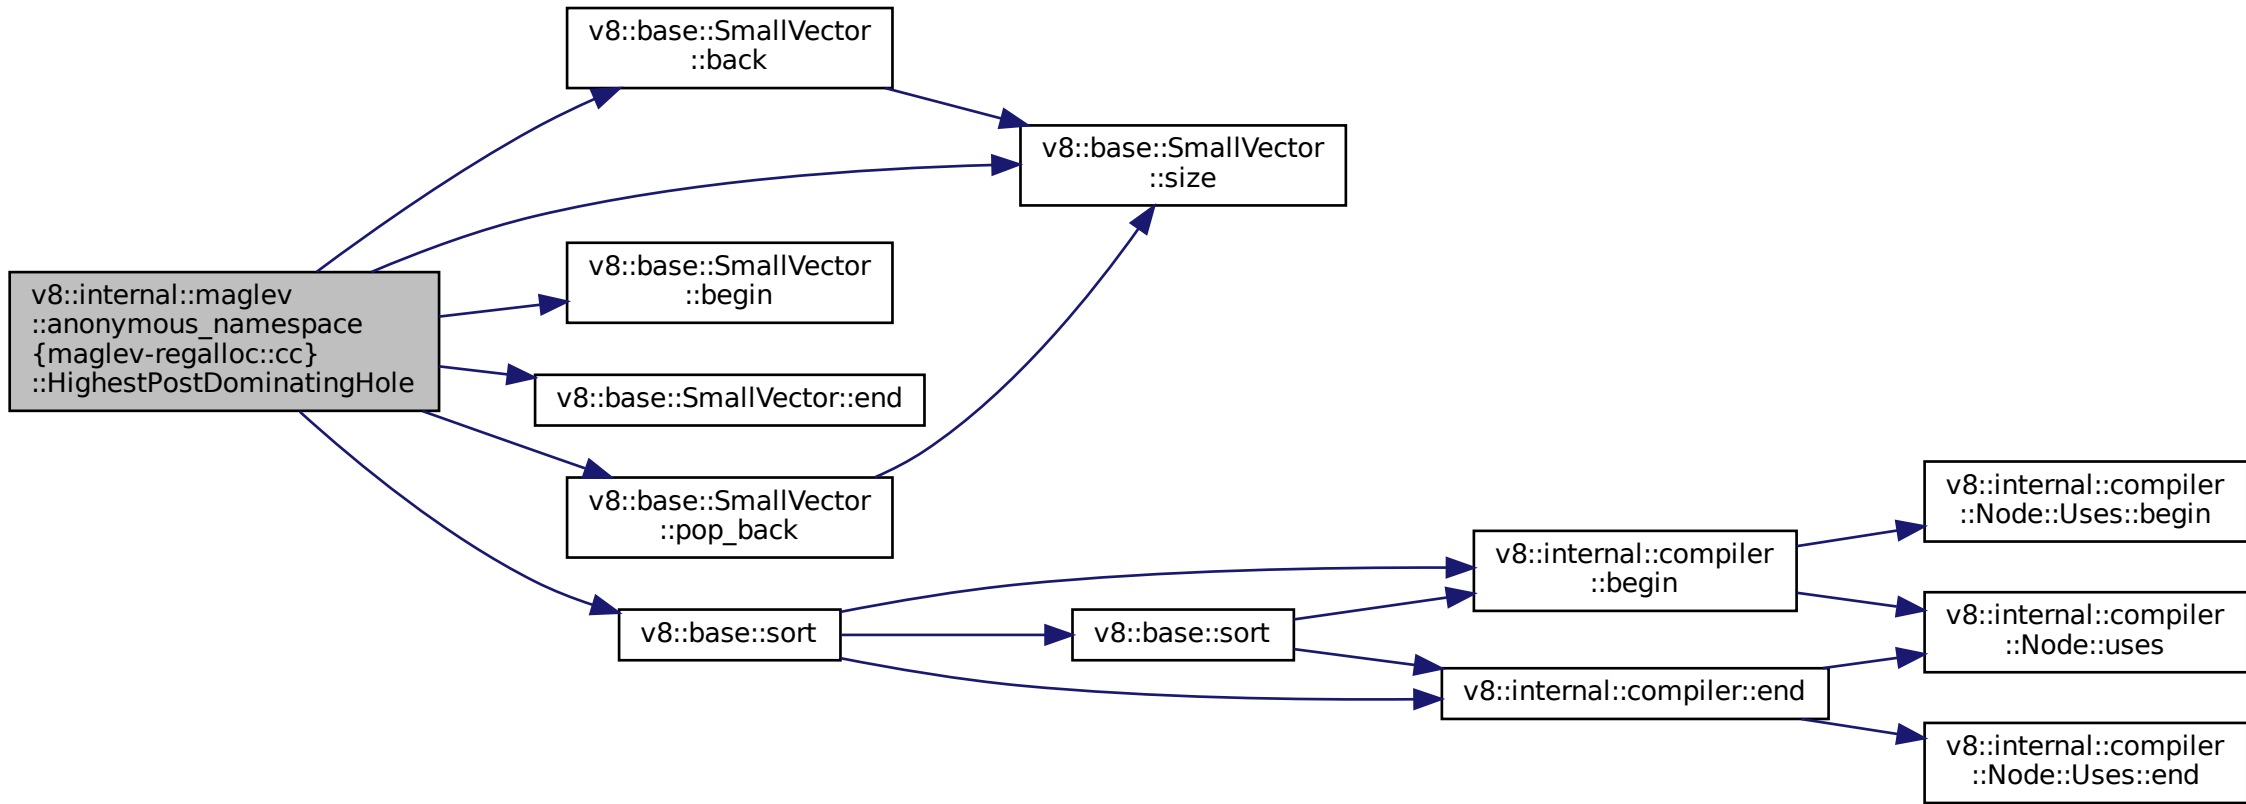 v8::base::SmallVector
::back
v8::base::SmallVector
::size
v8::internal::maglev
::anonymous_namespace
{maglev-regalloc::cc}
::HighestPostDominatingHole
v8::base::SmallVector
::begin
v8::base::SmallVector::end
v8::base::SmallVector
::pop_back
v8::base::sort
v8::base::sort
v8::internal::compiler
::begin
v8::internal::compiler::end
v8::internal::compiler
::Node::Uses::begin
v8::internal::compiler
::Node::uses
v8::internal::compiler
::Node::Uses::end